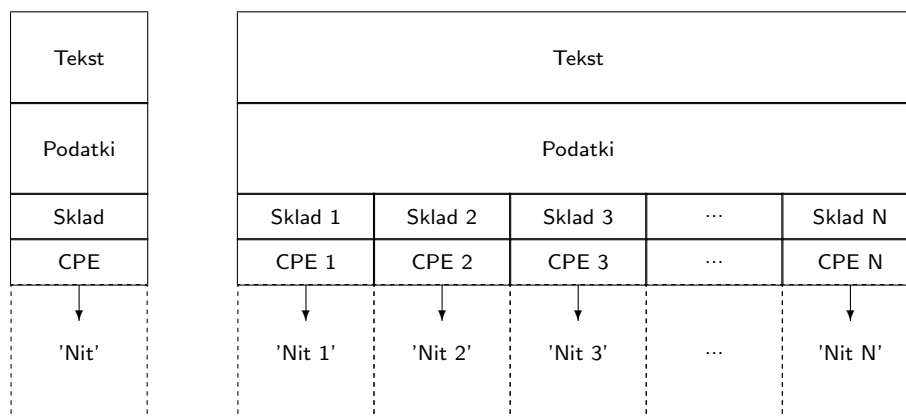 Tekst Tekst
Podatki Podatki
Sklad Sklad 1 Sklad 2 Sklad 3 ... Sklad N
CPE CPE 1 CPE 2 CPE 3 ... CPE N
'Nit' 'Nit 1' 'Nit 2' 'Nit 3' ... 'Nit N'